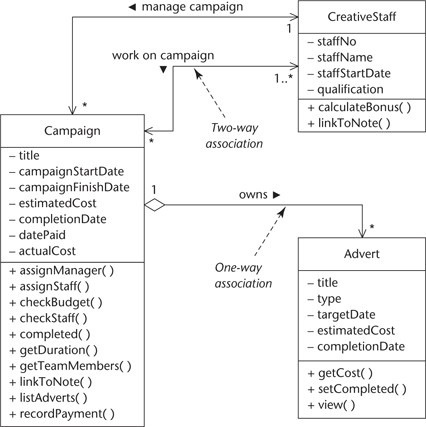 ◄ manage campaign
1
*
work on campaign
▼
1..*
*
Two-way
association
CreativeStaff
– staffNo
– staffName
– staffStartDate
– qualification
+ calculateBonus( )
+ linkToNote( )
Campaign
– title
– campaignStartDate
– campaignFinishDate
– estimatedCost
– completionDate
– datePaid
– actualCost
+ assignManager( )
+ assignStaff( )
+ checkBudget( )
+ checkStaff( )
+ completed( )
+ getDuration( )
+ getTeamMembers( )
+ linkToNote( )
+ listAdverts( )
+ recordPayment( )
1
owns ►
*
One-way
association
Advert
– title
– type
– targetDate
– estimatedCost
– completionDate
+ getCost( )
+ setCompleted( )
+ view( )